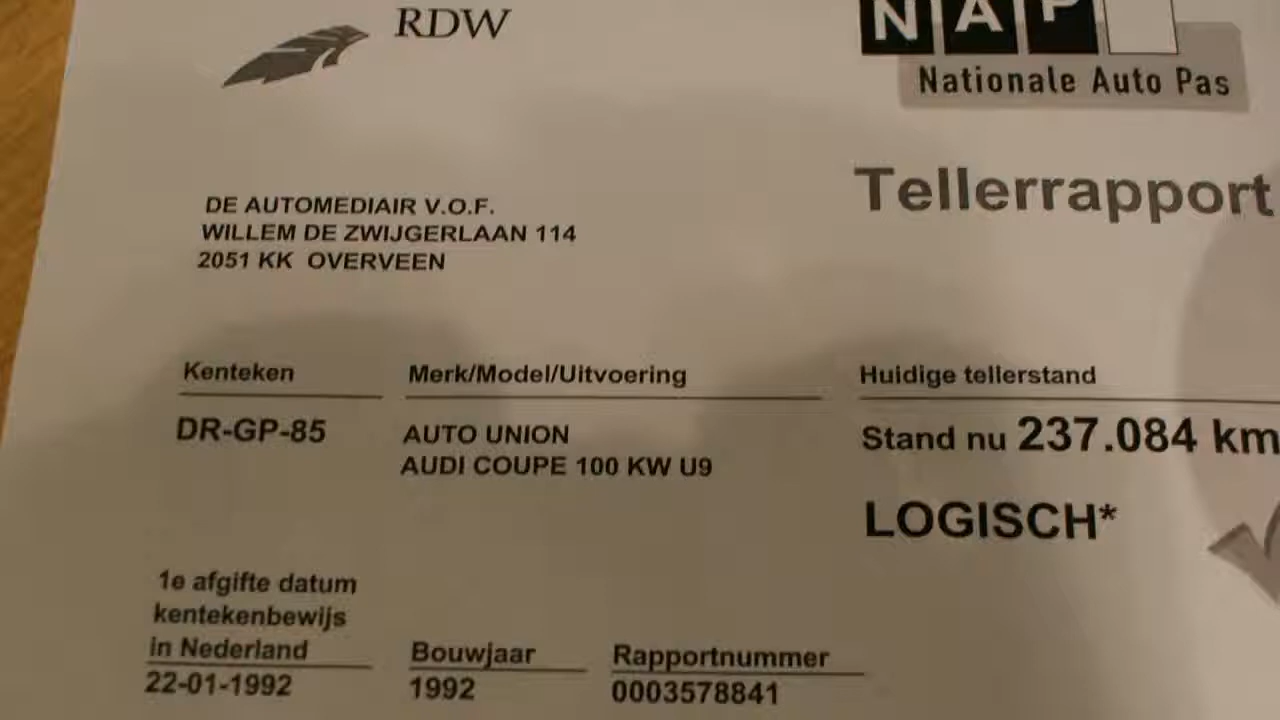 RDW
NAP
Nationale Auto Pas
Tellerrapport
DE AUTOMEDIAIR V.O.F.
WILLEM DE ZWIJGERLAAN 114
2051 KK OVERVEEN
Kenteken
DR-GP-85
Merk/Model/Uitvoering
AUTO UNION
AUDI COUPE 100 KW U9
Huidige tellerstand
Stand nu 237.084 km
LOGISCH*
1e afgifte datum
kentekenbewijs
in Nederland
22-01-1992
Bouwjaar
1992
Rapportnummer
0003578841